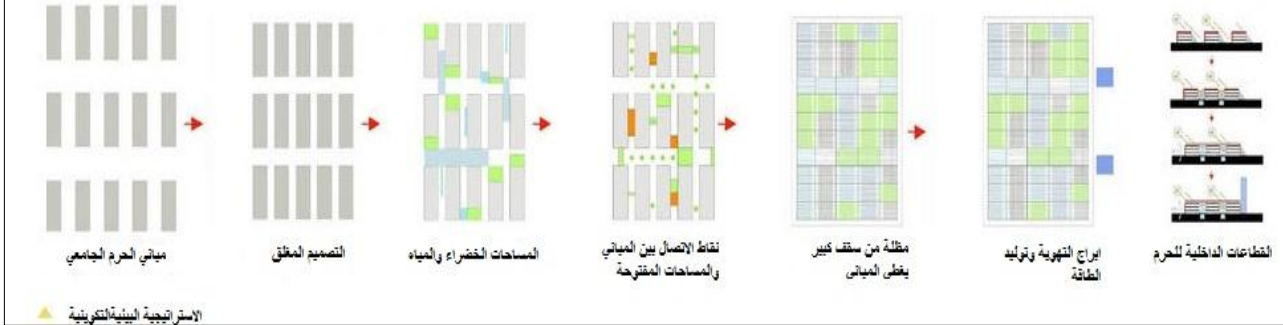 مباني الحرم الجامعي
التصميم المغلق
المساحات الخضراء والمياه
نقاط الاتصال بين المباني
والمساحات المفتوحة
مظلة من سقف كبير
يغطى المبانى
ابراج التهوية وتوليد
الطاقة
القطاعات الداخلية للحرم
الاستراتيجية البيئيةالتكوينية